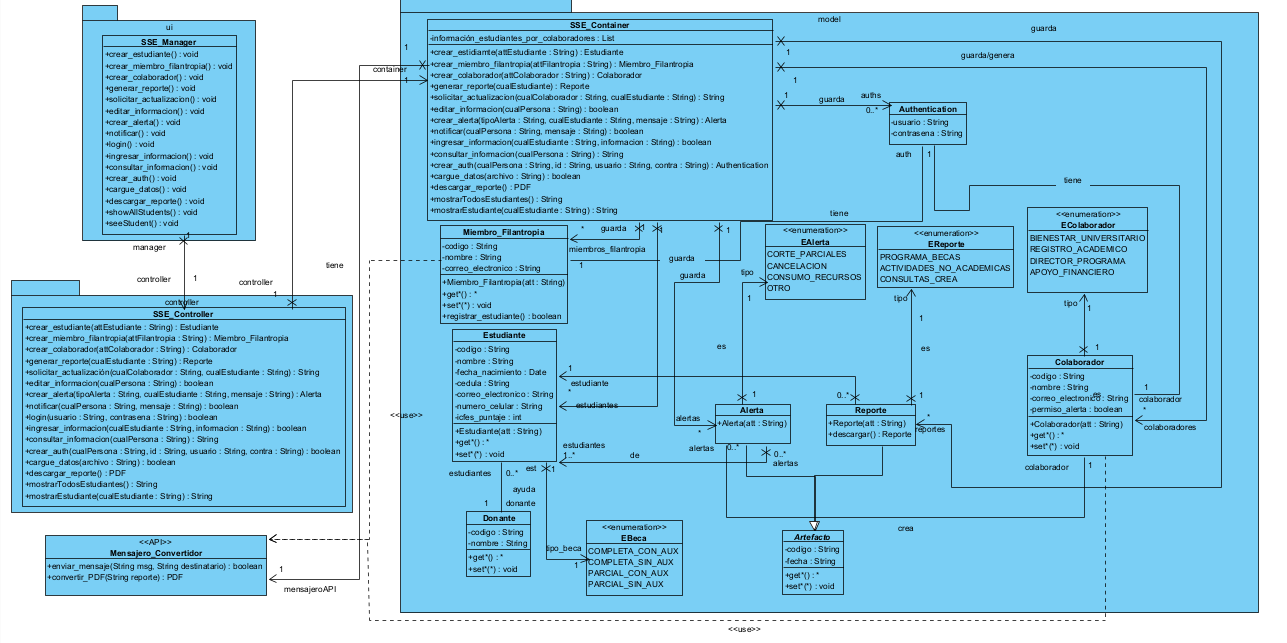 ui
SSE_Manager
+crear_estudiante() : void
+crear_miembro_filantropia() : void
+crear_colaborador() : void
+generar_reporte() : void
+solicitar_actualizacion() : void
+editar_informacion() : void
+crear_alerta() : void
+notificar() : void
+login() : void
+ingresar_informacion() : void
+consultar_informacion() : void
+crear_auth() : void
+cargue_datos() : void
+descargar_reporte() : void
+showAllStudents() : void
+seeStudent() : void
1
manager
controller
1
controller
tiene
controller
1
SSE_Controller
+crear_estudiante(attEstudiante : String) : Estudiante
+crear_miembro_filantropia(attFilantropia : String) : Miembro_Filantropia
+crear_colaborador(attColaborador : String) : Colaborador
+generar_reporte(cualEstudiante : String) : Reporte
+solicitar_actualización(cualColaborador : String, cualEstudiante : String) : String
+editar_informacion(cualPersona : String) : boolean
+crear_alerta(tipoAlerta : String, cualEstudiante : String, mensaje : String) : Alerta
+notificar(cualPersona : String, mensaje : String) : boolean
+login(usuario : String, contrasena : String) : boolean
+ingresar_informacion(cualEstudiante : String, informacion : String) : boolean
+consultar_informacion(cualPersona : String) : String
+crear_auth(cualPersona : String, id : String, usuario : String, contra : String) : boolean
+cargue_datos(archivo : String) : boolean
+descargar_reporte() : PDF
+mostrarTodosEstudiantes() : String
+mostrarEstudiante(cualEstudiante : String) : String
<<API>>
Mensajero_Convertidor
+enviar_mensaje(String msg, String destinatario) : boolean
+convertir_PDF(String reporte) : PDF
1
mensajeroAPI
<<use>>
<<use>>
model
1
container
1
SSE_Container
-información_estudiantes_por_colaboradores : List
+crear_estidiante(attEstudiante : String) : Estudiante
+crear_miembro_filantropia(attFilantropia : String) : Miembro_Filantropia
+crear_colaborador(attColaborador : String) : Colaborador
+generar_reporte(cualEstudiante) : Reporte
+solicitar_actualizacion(cualColaborador : String, cualEstudiante : String) : String
+editar_informacion(cualPersona : String) : boolean
+crear_alerta(tipoAlerta : String, cualEstudiante : String, mensaje : String) : Alerta
+notificar(cualPersona : String, mensaje : String) : boolean
+ingresar_informacion(cualEstudiante : String, informacion : String) : boolean
+consultar_informacion(cualPersona : String) : String
+crear_auth(cualPersona : String, id : String, usuario : String, contra : String) : Authentication
+cargue_datos(archivo : String) : boolean
+descargar_reporte() : PDF
+mostrarTodosEstudiantes() : String
+mostrarEstudiante(cualEstudiante : String) : String
guarda
1
guarda/genera
1
1
guarda
auths
0..*
Authentication
-usuario : String
-contrasena : String
auth
1
tiene
tiene
Miembro_Filantropia
-codigo : String
-nombre : String
-correo_electronico : String
+Miembro_Filantropia(att : String)
+get*() : *
+set*(*) : void
+registrar_estudiante() : boolean
*
guarda
1
1
1
miembros_filantropia
1
guarda
guarda
<<enumeration>>
EAlerta
CORTE_PARCIALES
CANCELACION
CONSUMO_RECURSOS
OTRO
tipo
1
es
1
<<enumeration>>
EReporte
PROGRAMA_BECAS
ACTIVIDADES_NO_ACADEMICAS
CONSULTAS_CREA
tipo
1
es
1
<<enumeration>>
EColaborador
BIENESTAR_UNIVERSITARIO
REGISTRO_ACADEMICO
DIRECTOR_PROGRAMA
APOYO_FINANCIERO
tipo
1
1
Estudiante
-codigo : String
-nombre : String
-fecha_nacimiento : Date
-cedula : String
-correo_electronico : String
-numero_celular : String
-icfes_puntaje : int
+Estudiante(att : String)
+get*() : *
+set*(*) : void
1
estudiante
*
estudiantes
estudiantes
1..*
de
Alerta
+Alerta(att : String)
alertas
*
alertas
0..*
0..*
alertas
Reporte
+Reporte(att : String)
+descargar() : Reporte
0..*
*
reportes
Colaborador
-codigo : String
-nombre : String
-correo_electronico : String
-permiso_alerta : boolean
+Colaborador(att : String)
+get*() : *
+set*(*) : void
es
1
colaborador
*
colaboradores
colaborador
1
crea
estudiantes
0..*
est
1
ayuda
1
donante
Donante
-codigo : String
-nombre : String
+get*() : *
+set*(*) : void
tipo_beca
1
<<enumeration>>
EBeca
COMPLETA_CON_AUX
COMPLETA_SIN_AUX
PARCIAL_CON_AUX
PARCIAL_SIN_AUX
Artefacto
-codigo : String
-fecha : String
+get*() : *
+set*(*) : void